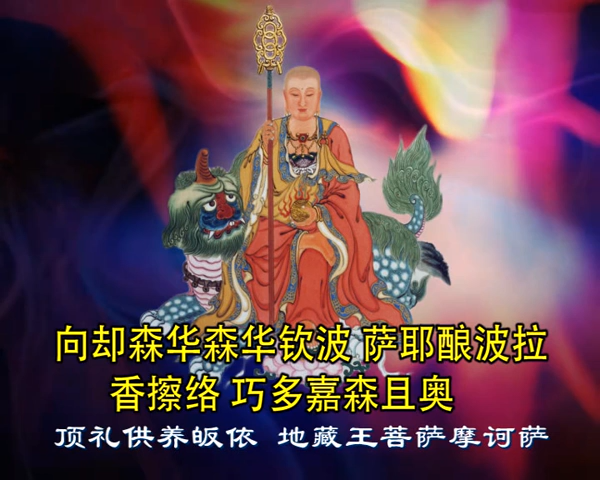 向却森华森华钦波 萨耶酿波拉
香擦络 巧多嘉森且奥
顶礼供养皈依 地藏王菩萨摩诃萨